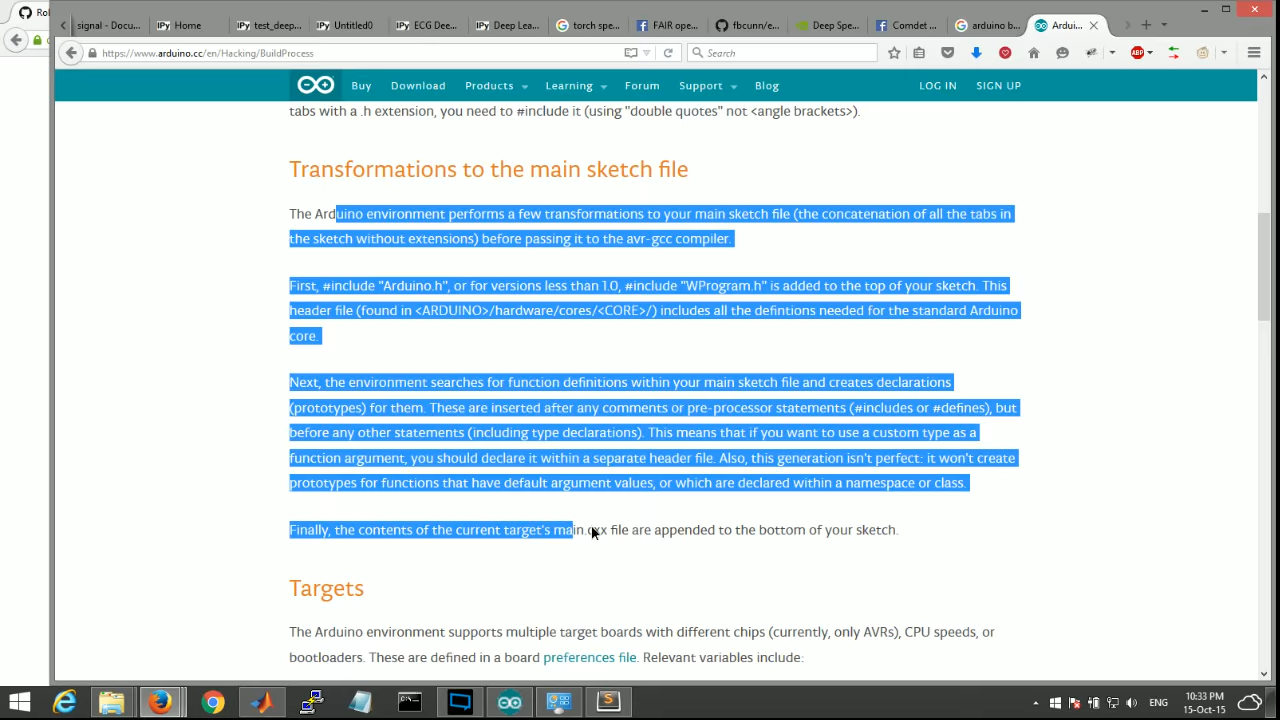 Ro
signal - Docu...
IPy Home
IPy test_deep...
IPy Untitled0
IPy ECG Dee...
IPy Deep Lea...
torch spe...
FAIR ope...
fbcunn/e...
Deep Spe...
Comdet ...
arduino b...
Ardui...
https://www.arduino.cc/en/Hacking/BuildProcess
Search
ABP
Buy Download Products Learning Forum Support Blog LOG IN SIGN UP
tabs with a .h extension, you need to #include it (using "double quotes" not <angle brackets>).
Transformations to the main sketch file
The Arduino environment performs a few transformations to your main sketch file (the concatenation of all the tabs in
the sketch without extensions) before passing it to the avr-gcc compiler.
First, #include "Arduino.h", or for versions less than 1.0, #include "WProgram.h" is added to the top of your sketch. This
header file (found in <ARDUINO>/hardware/cores/<CORE>/) includes all the defintions needed for the standard Arduino
core.
Next, the environment searches for function definitions within your main sketch file and creates declarations
(prototypes) for them. These are inserted after any comments or pre-processor statements (#includes or #defines), but
before any other statements (including type declarations). This means that if you want to use a custom type as a
function argument, you should declare it within a separate header file. Also, this generation isn't perfect: it won't create
prototypes for functions that have default argument values, or which are declared within a namespace or class.
Finally, the contents of the current target's main.cxx file are appended to the bottom of your sketch.
Targets
The Arduino environment supports multiple target boards with different chips (currently, only AVRs), CPU speeds, or
bootloaders. These are defined in a board preferences file. Relevant variables include:
ENG
10:33 PM
15-Oct-15